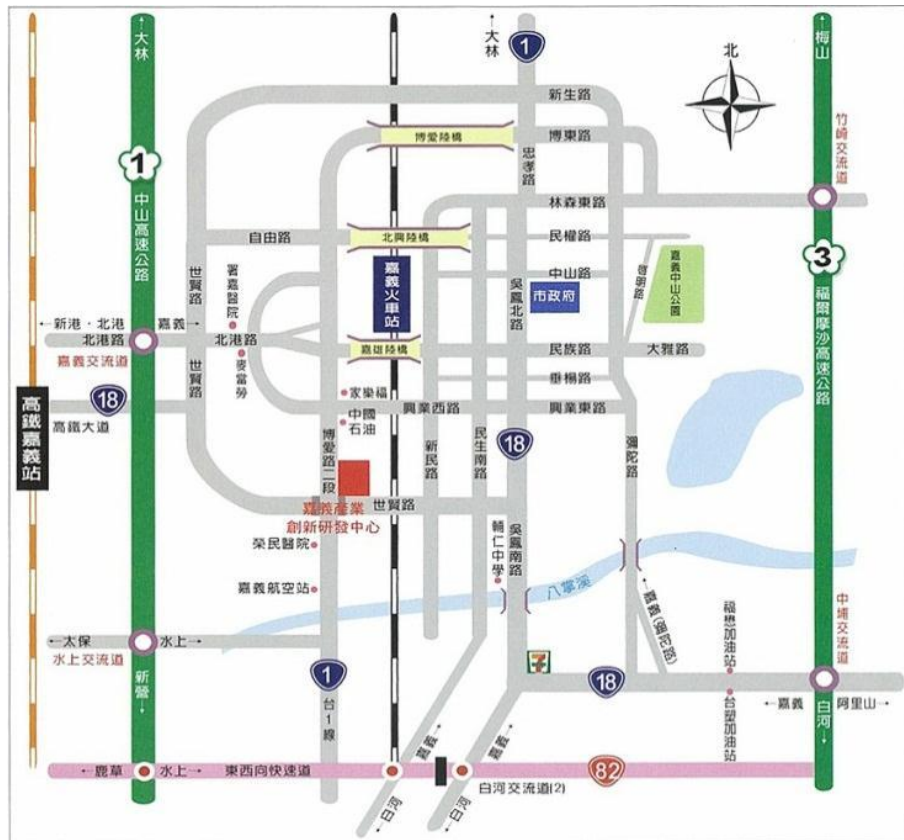 ←大林
←大林
1
←梅山
北
新生路
1
中山高速公路
博愛陸橋
博東路
忠孝路
竹崎交流道
林森東路
自由路
北興陸橋
民權路
3
福爾摩沙高速公路
世賢路
署嘉醫院
嘉義火車站
中山路
吳鳳北路
市政府
啓明路
嘉義中山公園
←新港・北港
嘉義→
北港路
北港路
嘉義交流道
嘉雄陸橋
民族路
大雅路
麥當勞
世賢路
垂楊路
高鐵嘉義站
18
高鐵大道
家樂福
中國石油
興業西路
興業東路
博愛路二段
新民路
民生南路
18
彌陀路
世賢路
嘉義產業
創新研發中心
榮民醫院
輔仁中學
吳鳳南路
嘉義航空站
八掌溪
←嘉義(彌陀路)
福懋加油站
中埔交流道
←太保
水上→
水上交流道
新營→
1
台1線
7
18
台塑加油站
←嘉義
阿里山→
白河→
嘉義→
嘉義→
←鹿草
水上→
東西向快速道
82
白河交流道(2)
←白河
←白河